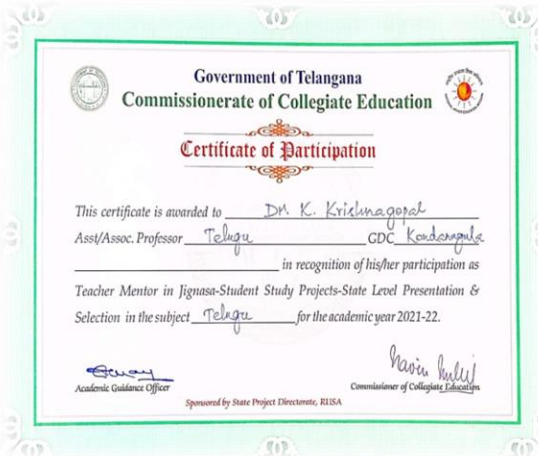 Government of Telangana
Commissionerate of Collegiate Education
Certificate of Participation
This certificate is awarded to Dr. K. Krishnagopal
Asst/Assoc. Professor Telugu GDC Kondanagula
in recognition of his/her participation as
Teacher Mentor in Jignasa-Student Study Projects-State Level Presentation &
Selection in the subject Telugu for the academic year 2021-22.
Academic Guidance Officer
Commissioner of Collegiate Education
Sponsored by State Project Directorate, RUSA